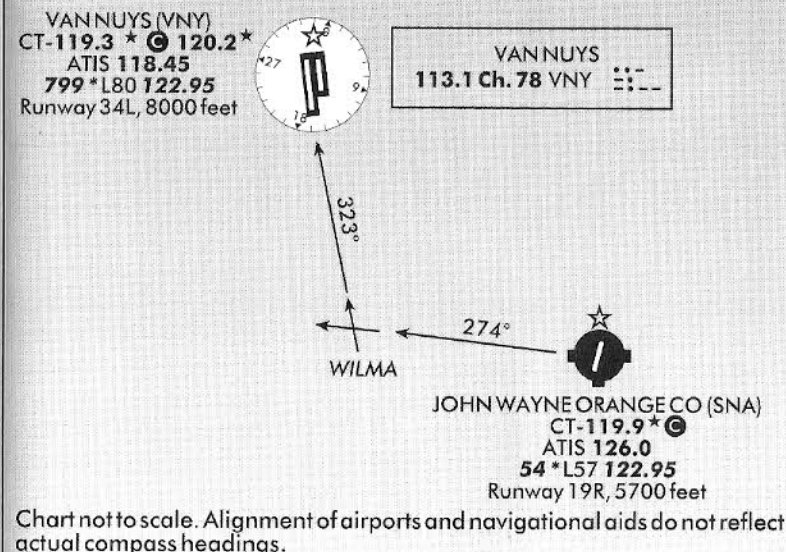 VAN NUYS (VNY)
CT-119.3 * C 120.2*
ATIS 118.45
799 *L80 122.95
Runway 34L, 8000 feet
27
9
18
VAN NUYS
113.1 Ch. 78 VNY
323°
274°
WILMA
JOHN WAYNE ORANGE CO (SNA)
CT-119.9* C
ATIS 126.0
54 *L57 122.95
Runway 19R, 5700 feet
Chart not to scale. Alignment of airports and navigational aids do not reflect
actual compass headings.